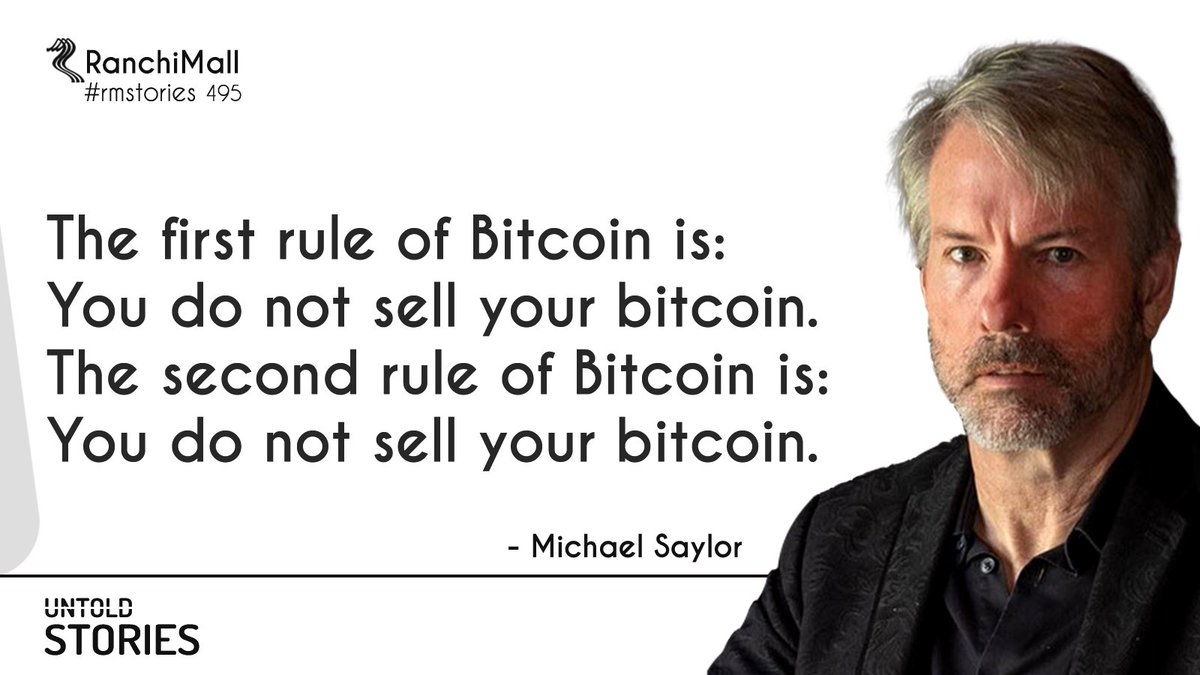 RanchiMall
#rmstories 495
The first rule of Bitcoin is:
You do not sell your bitcoin.
The second rule of Bitcoin is:
You do not sell your bitcoin.
- Michael Saylor
UNTOLD
STORIES